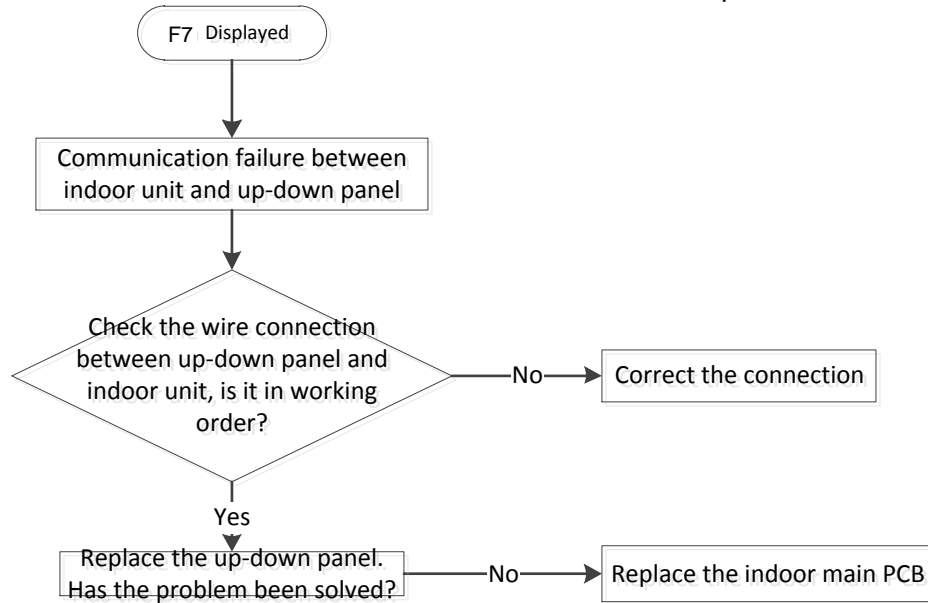 F7 Displayed
Communication failure between
indoor unit and up-down panel
Check the wire connection
between up-down panel and
indoor unit, is it in working
order?
No
Correct the connection
Yes
Replace the up-down panel.
Has the problem been solved?
No
Replace the indoor main PCB